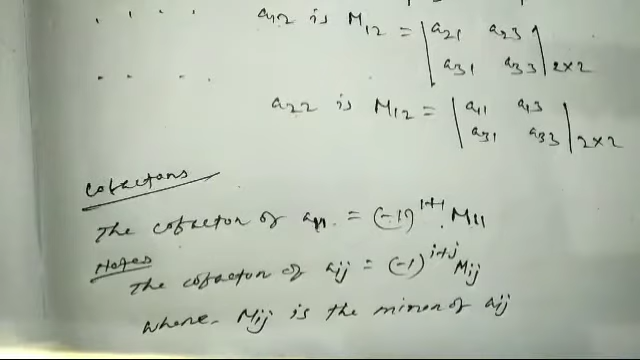 " " " " a12 is M12 = | a21 a23 |
| a31 a33 | 2×2
" " " " a22 is M12 = | a11 a13 |
| a31 a33 | 2×2
Cofactors
The cofactor of a11 = (-1)^1+1 . M11
Notes
The cofactor of aij = (-1)^i+j Mij
where Mij is the minor of aij